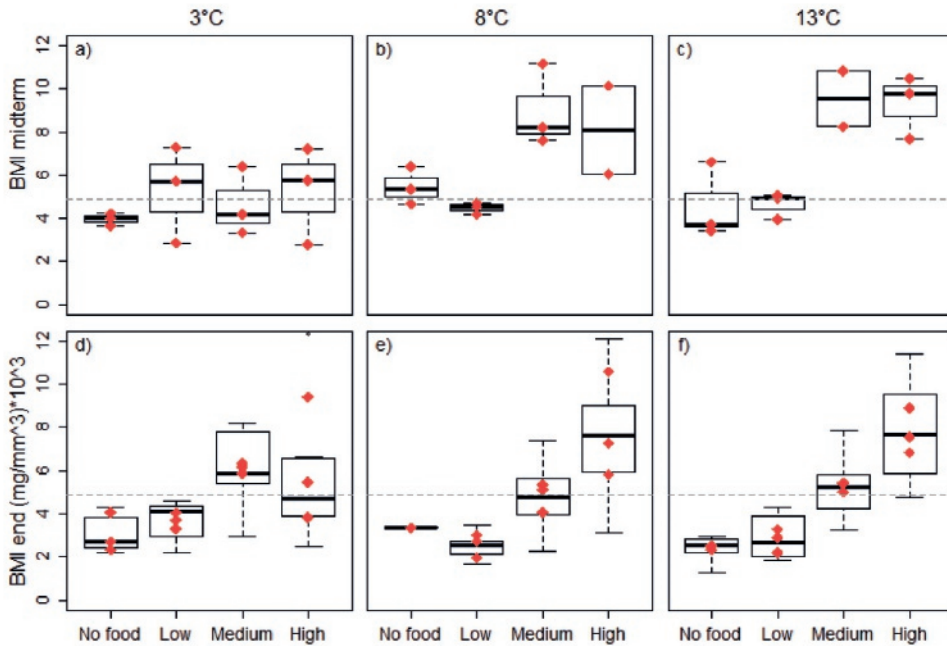 3°C 8°C 13°C
a) b) c)
BMI midterm
12
10
8
6
4
2
0
d) e) f)
BMI end (mg/mm^3)*10^3
12
10
8
6
4
2
0
No food Low Medium High No food Low Medium High No food Low Medium High